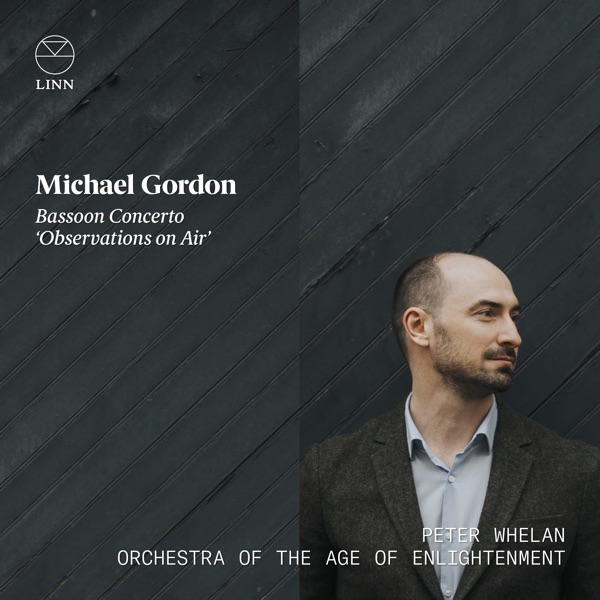 LINN
Michael Gordon
Bassoon Concerto
‘Observations on Air’
PETER WHELAN
ORCHESTRA OF THE AGE OF ENLIGHTENMENT